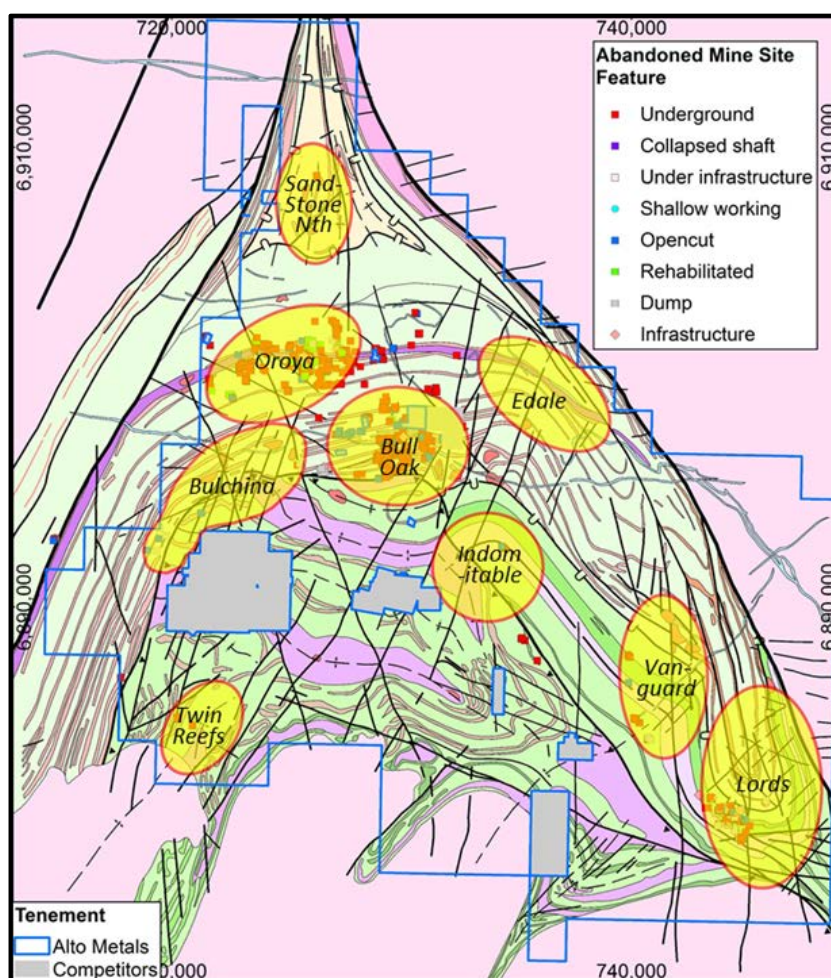 720,000
740,000
6,910,000
6,910,000
Abandoned Mine Site
Feature
Underground
Collapsed shaft
Under infrastructure
Shallow working
Opencut
Rehabilitated
Dump
Infrastructure
Sand-
Stone
Nth
Oroya
Edale
Bull
Oak
Bulchina
Indom
-itable
6,890,000
6,890,000
Van-
guard
Twin
Reefs
Lords
Tenement
Alto Metals
Competitors
740,000